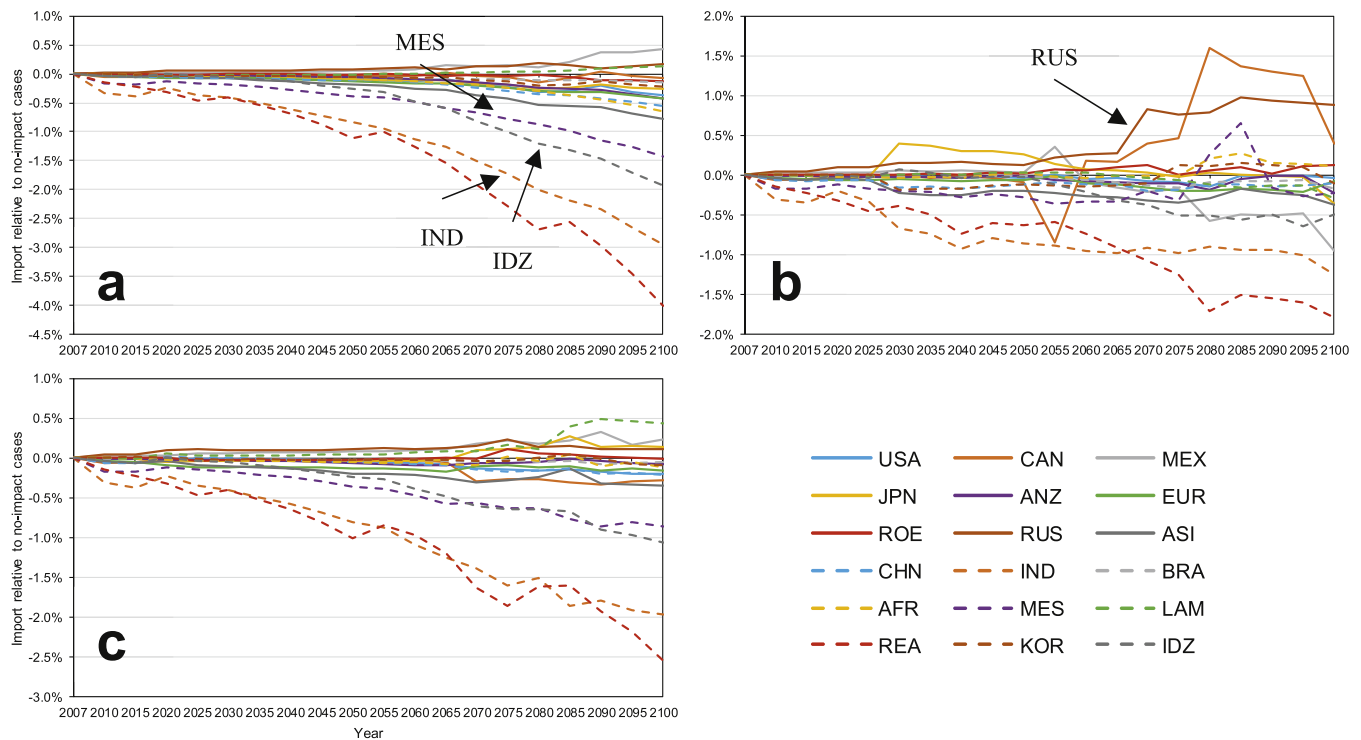 1.0%
0.5%
0.0%
-0.5%
-1.0%
-1.5%
-2.0%
-2.5%
-3.0%
-3.5%
-4.0%
-4.5%
Import relative to no-impact cases
MES
IND
IDZ
a
2007 2010 2015 2020 2025 2030 2035 2040 2045 2050 2055 2060 2065 2070 2075 2080 2085 2090 2095 2100
2.0%
1.5%
1.0%
0.5%
0.0%
-0.5%
-1.0%
-1.5%
-2.0%
RUS
b
2007 2010 2015 2020 2025 2030 2035 2040 2045 2050 2055 2060 2065 2070 2075 2080 2085 2090 2095 2100
1.0%
0.5%
0.0%
-0.5%
-1.0%
-1.5%
-2.0%
-2.5%
-3.0%
Import relative to no-impact cases
c
2007 2010 2015 2020 2025 2030 2035 2040 2045 2050 2055 2060 2065 2070 2075 2080 2085 2090 2095 2100
Year
USA CAN MEX
JPN ANZ EUR
ROE RUS ASI
CHN IND BRA
AFR MES LAM
REA KOR IDZ